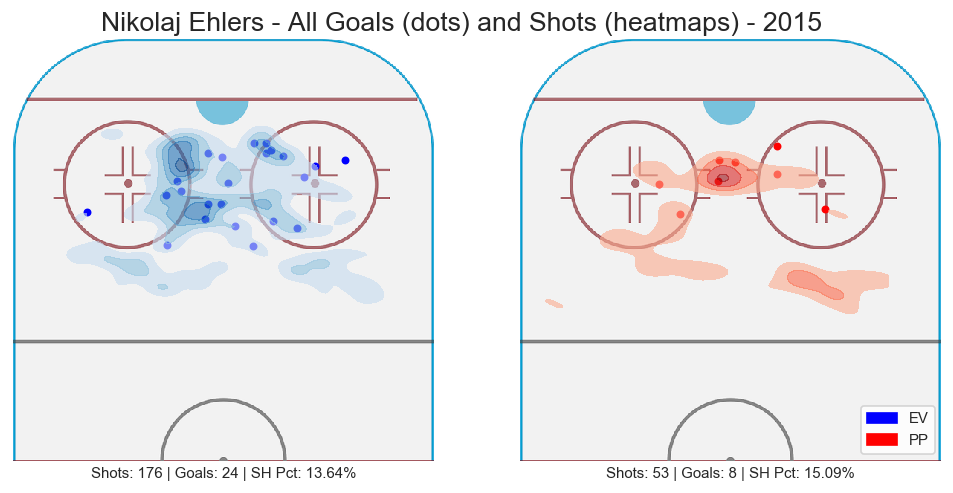 Nikolaj Ehlers - All Goals (dots) and Shots (heatmaps) - 2015
EV
PP
Shots: 176 | Goals: 24 | SH Pct: 13.64%
Shots: 53 | Goals: 8 | SH Pct: 15.09%